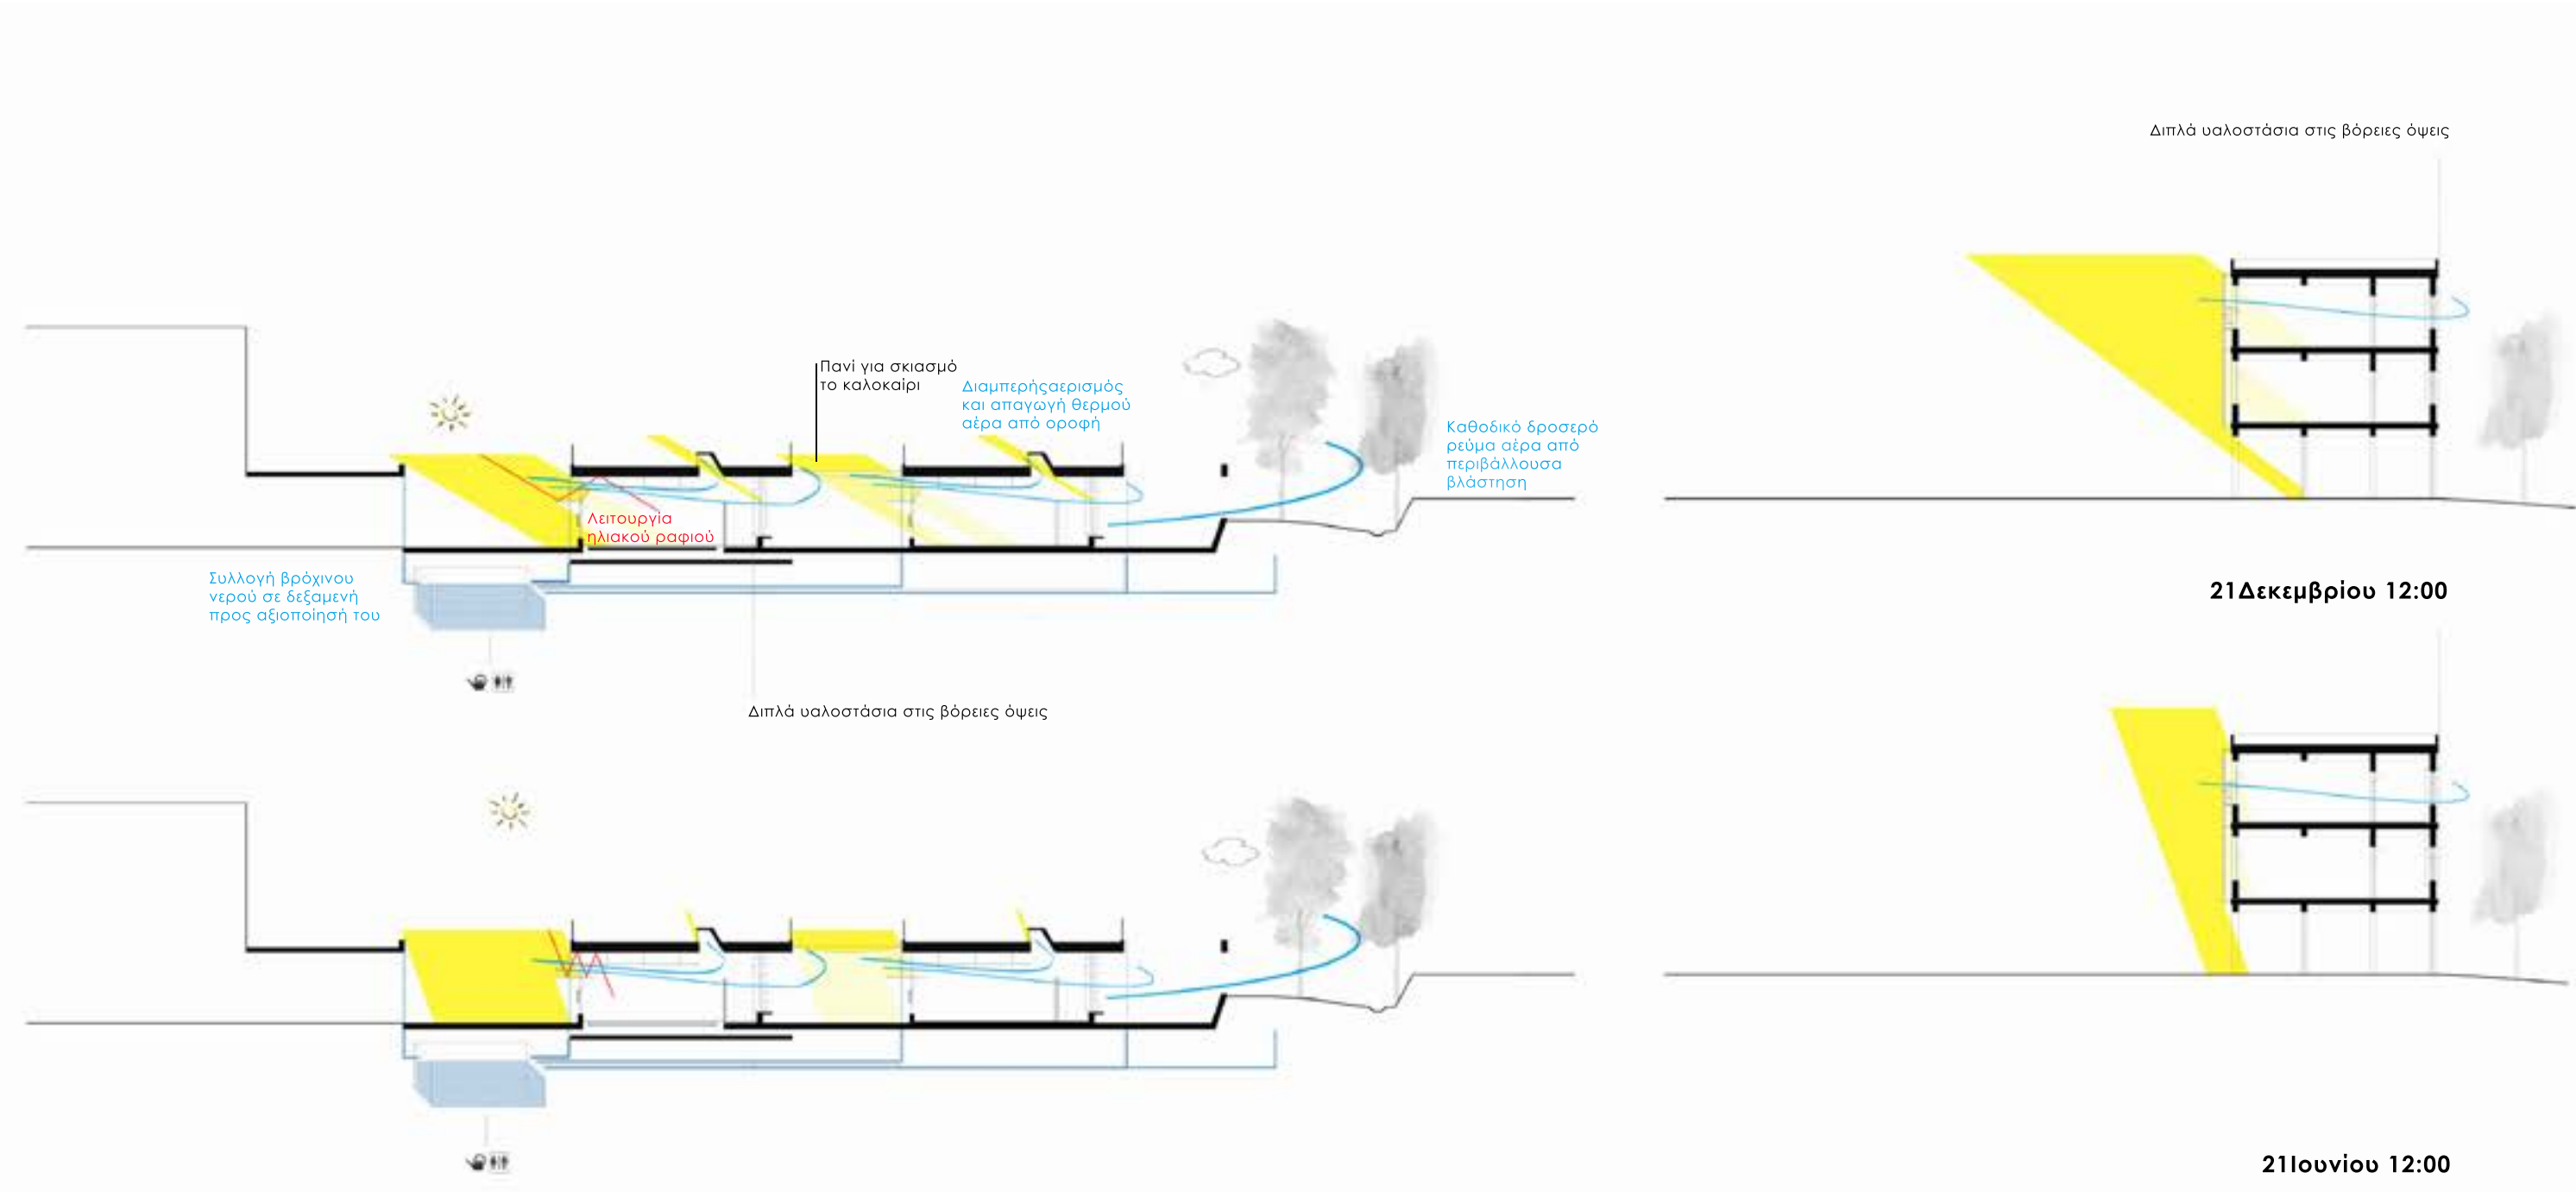 Διπλά υαλοστάσια στις βόρειες όψεις
Πανί για σκιασμό
το καλοκαίρι
Διαμπερήςαερισμός
και απαγωγή θερμού
αέρα από οροφή
Καθοδικό δροσερό
ρεύμα αέρα από
περιβάλλουσα
βλάστηση
Λειτουργία
ηλιακού ραφιού
Συλλογή βρόχινου
νερού σε δεξαμενή
προς αξιοποίησή του
21Δεκεμβρίου 12:00
Διπλά υαλοστάσια στις βόρειες όψεις
21Ιουνίου 12:00